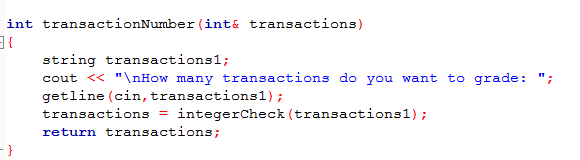 int transactionNumber(int& transactions)
{
string transactions1;
cout << "\nHow many transactions do you want to grade: ";
getline(cin,transactions1);
transactions = integerCheck(transactions1);
return transactions;
}